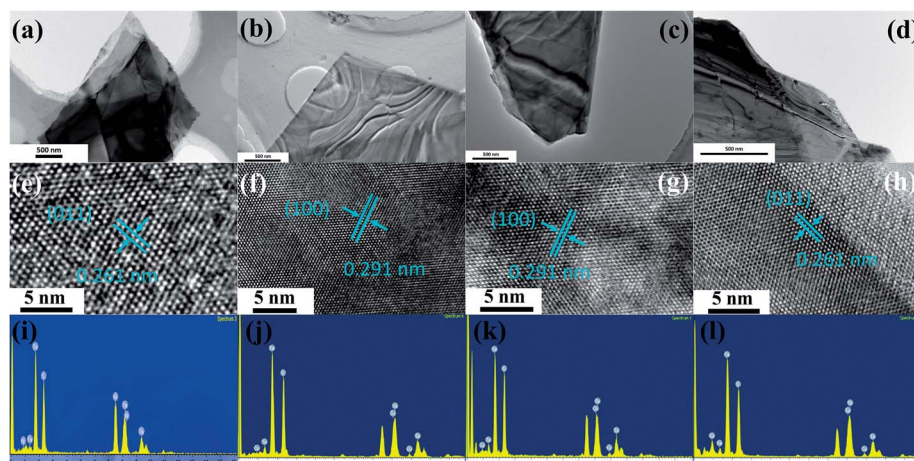 (a) (b) (c) (d)
500 nm 500 nm 500 nm 500 nm
(e) (f) (g) (h)
(011) (100) (100) (011)
0.261 nm 0.291 nm 0.291 nm 0.261 nm
5 nm 5 nm 5 nm 5 nm
(i) (j) (k) (l)